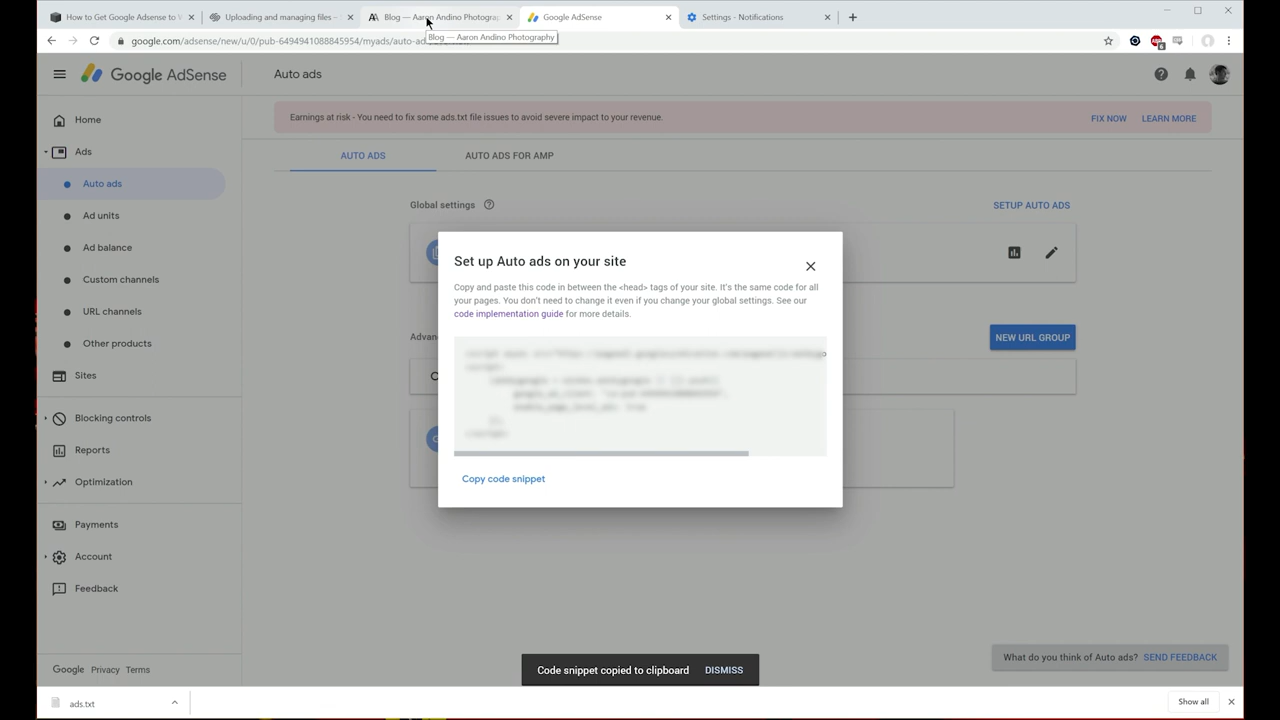 How to Get Google Adsense to
Uploading and managing files –
Blog — Aaron Andino Photograp
Google AdSense
Settings - Notifications
google.com/adsense/new/u/0/pub-6494941088845954/myads/auto-ad
Blog — Aaron Andino Photography
Google AdSense
Auto ads
Earnings at risk - You need to fix some ads.txt file issues to avoid severe impact to your revenue.
FIX NOW
LEARN MORE
Home
Ads
Auto ads
Ad units
Ad balance
Custom channels
URL channels
Other products
Sites
Blocking controls
Reports
Optimization
Payments
Account
Feedback
Google Privacy Terms
AUTO ADS
AUTO ADS FOR AMP
Global settings
SETUP AUTO ADS
NEW URL GROUP
Set up Auto ads on your site
Copy and paste this code in between the <head> tags of your site. It's the same code for all
your pages. You don't need to change it even if you change your global settings. See our
code implementation guide for more details.
Copy code snippet
Code snippet copied to clipboard DISMISS
What do you think of Auto ads? SEND FEEDBACK
ads.txt
Show all